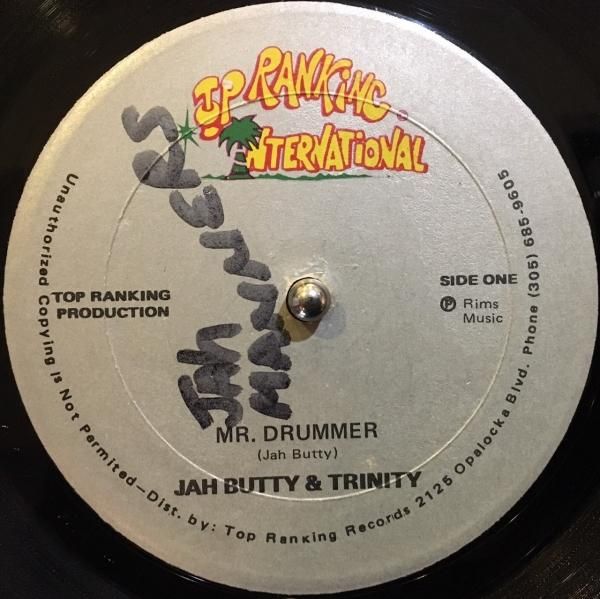 TOP RANKING
INTERNATIONAL
JAH
MANNERS
TOP RANKING
PRODUCTION
SIDE ONE
Ⓟ Rims
Music
MR. DRUMMER
(Jah Butty)
JAH BUTTY & TRINITY
Unauthorized Copying Is Not Permited—Dist. by: Top Ranking Records 2125 Opalocka Blvd. Phone (305) 685-9605